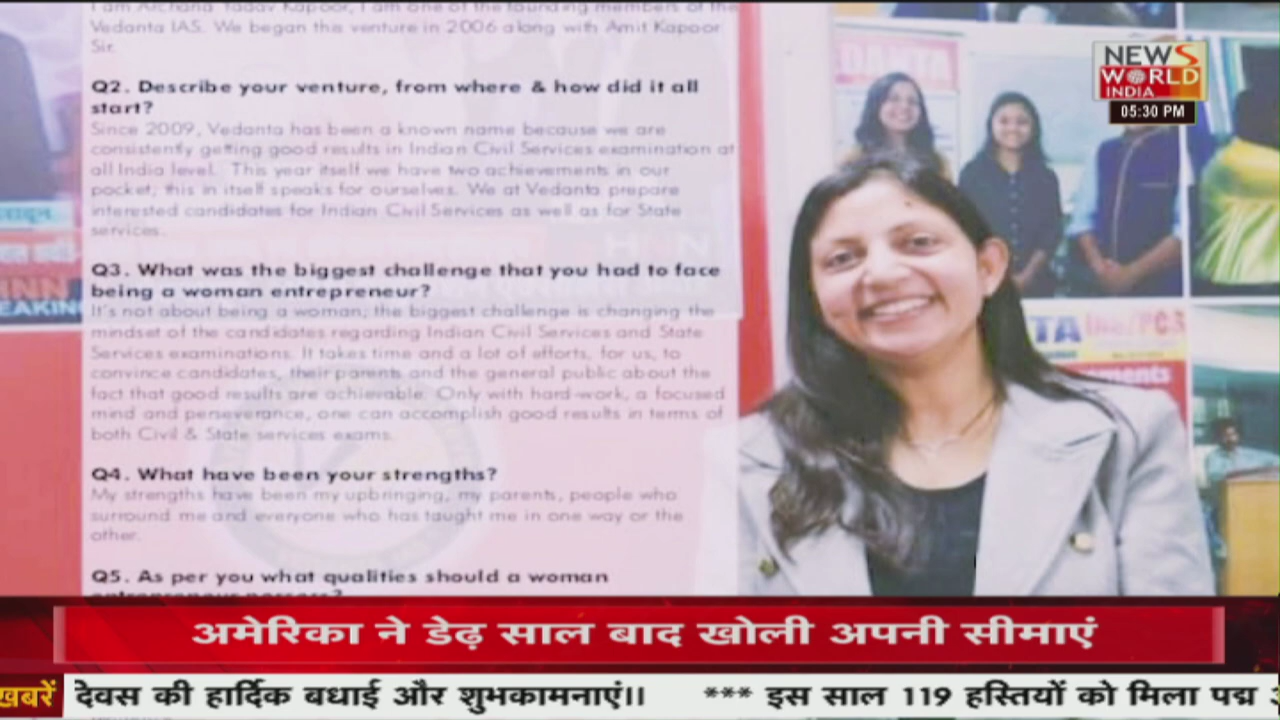 I am Archana Yadav Kapoor, I am one of the founding members of the
Vedanta IAS. We began this venture in 2006 along with Amit Kapoor
Sir.
Q2. Describe your venture, from where & how did it all
start?
Since 2009, Vedanta has been a known name because we are
consistently getting good results in Indian Civil Services examination at
all India level. This year itself we have two achievements in our
pocket; this in itself speaks for ourselves. We at Vedanta prepare
interested candidates for Indian Civil Services as well as for State
services.
Q3. What was the biggest challenge that you had to face
being a woman entrepreneur?
It's not about being a woman; the biggest challenge is changing the
mindset of the candidates regarding Indian Civil Services and State
Services examinations. It takes time and a lot of efforts, for us, to
convince candidates, their parents and the general public about the
fact that good results are achievable. Only with hard-work, a focused
mind and perseverance, one can accomplish good results in terms of
both Civil & State services exams.
Q4. What have been your strengths?
My strengths have been my upbringing, my parents, people who
surround me and everyone who has taught me in one way or the
other.
Q5. As per you what qualities should a woman
entrepreneur possess?
HNN
NEWS
WORLD
INDIA
05:30 PM
अमेरिका ने डेढ़ साल बाद खोली अपनी सीमाएं
खबरें देवस की हार्दिक बधाई और शुभकामनाएं।। *** इस साल 119 हस्तियों को मिला पद्म